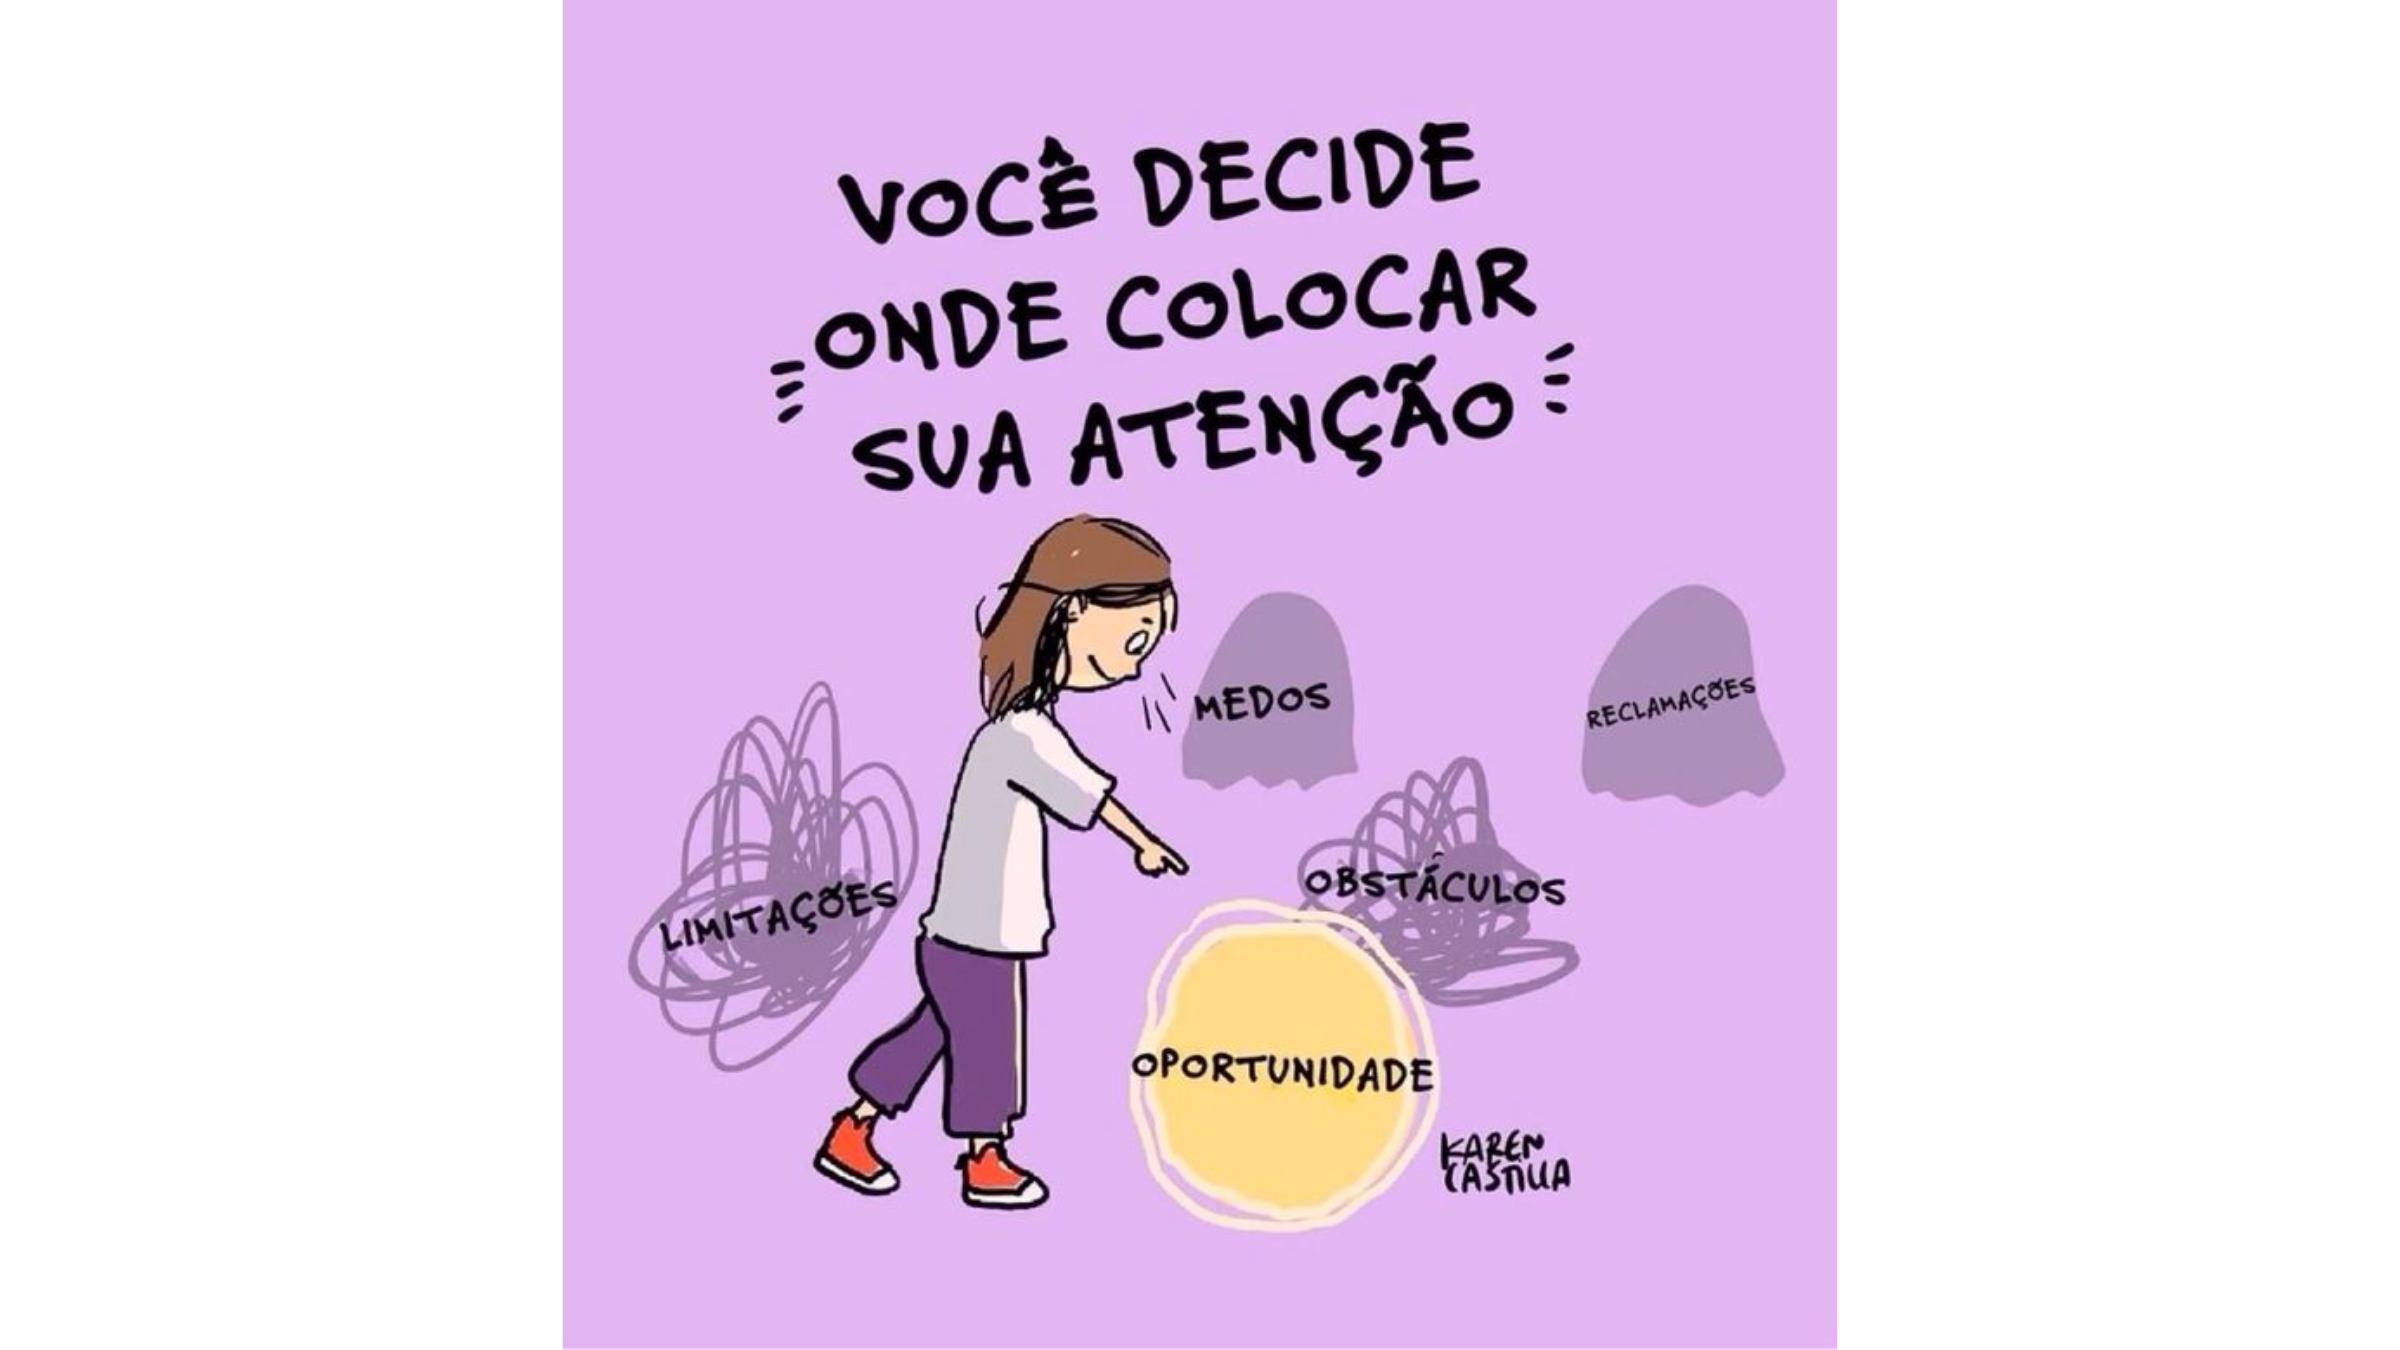 VOCÊ DECIDE
ONDE COLOCAR
SUA ATENÇÃO
MEDOS
RECLAMAÇÕES
LIMITAÇÕES
OBSTÁCULOS
OPORTUNIDADE
KAREN
CASTILLA